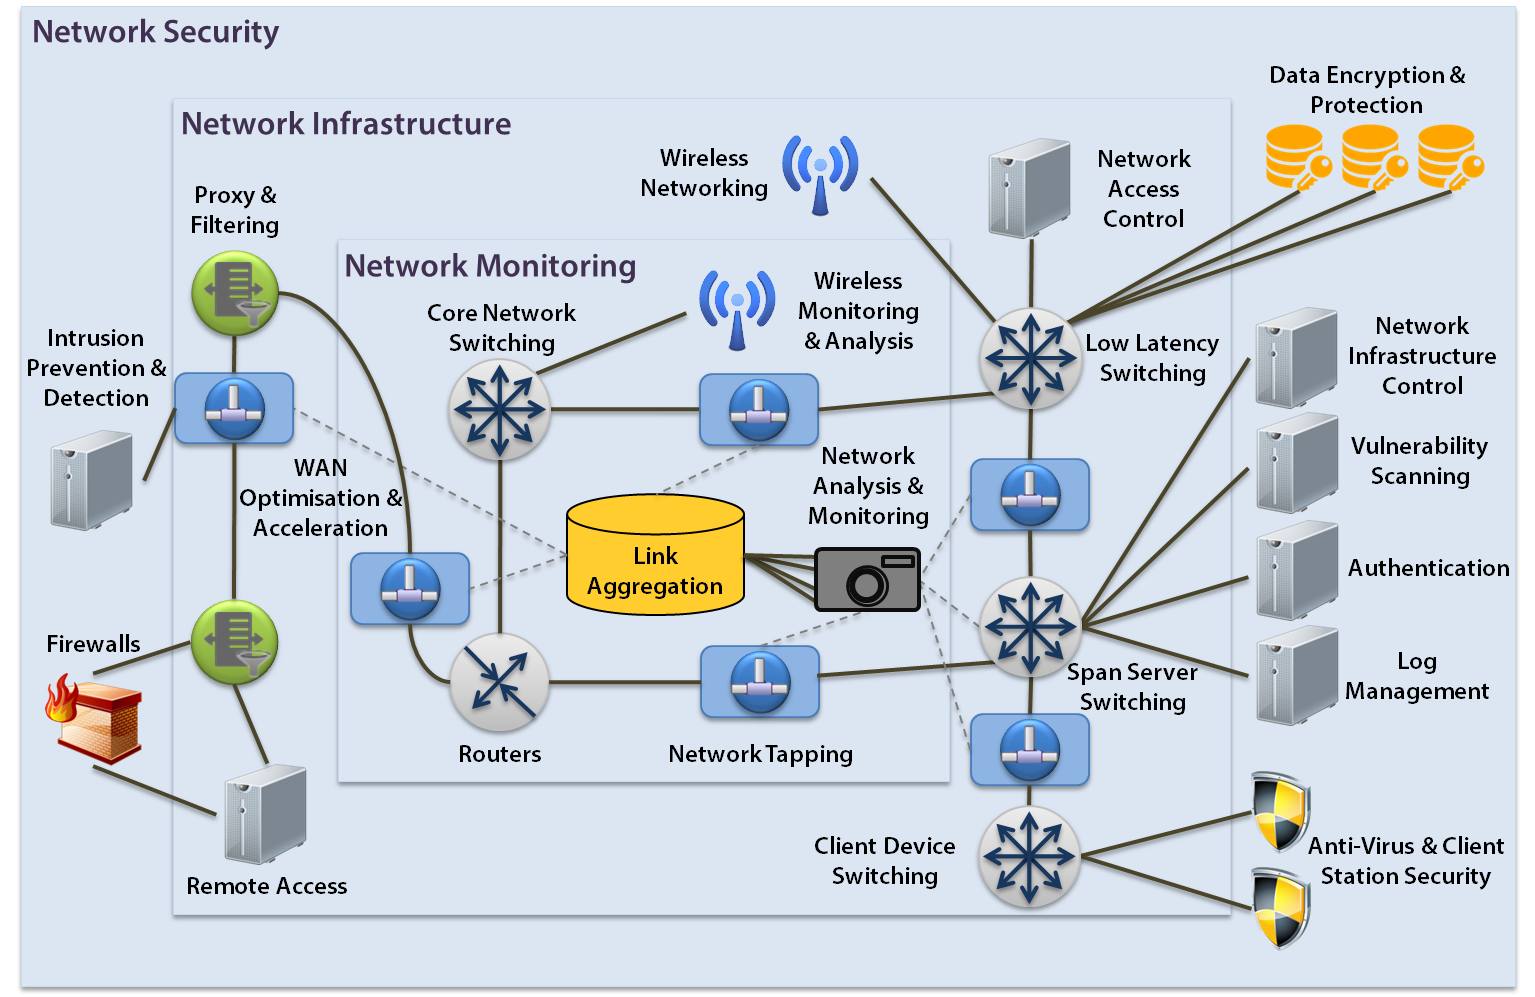 Network Security
Data Encryption &
Protection
Network Infrastructure
Wireless
Networking
Network
Access
Control
Proxy &
Filtering
Network Monitoring
Core Network
Switching
Wireless
Monitoring
& Analysis
Intrusion
Prevention &
Detection
Low Latency
Switching
Network
Infrastructure
Control
WAN
Optimisation &
Acceleration
Network
Analysis &
Monitoring
Vulnerability
Scanning
Link
Aggregation
Authentication
Firewalls
Span Server
Switching
Log
Management
Routers
Network Tapping
Client Device
Switching
Anti-Virus & Client
Station Security
Remote Access